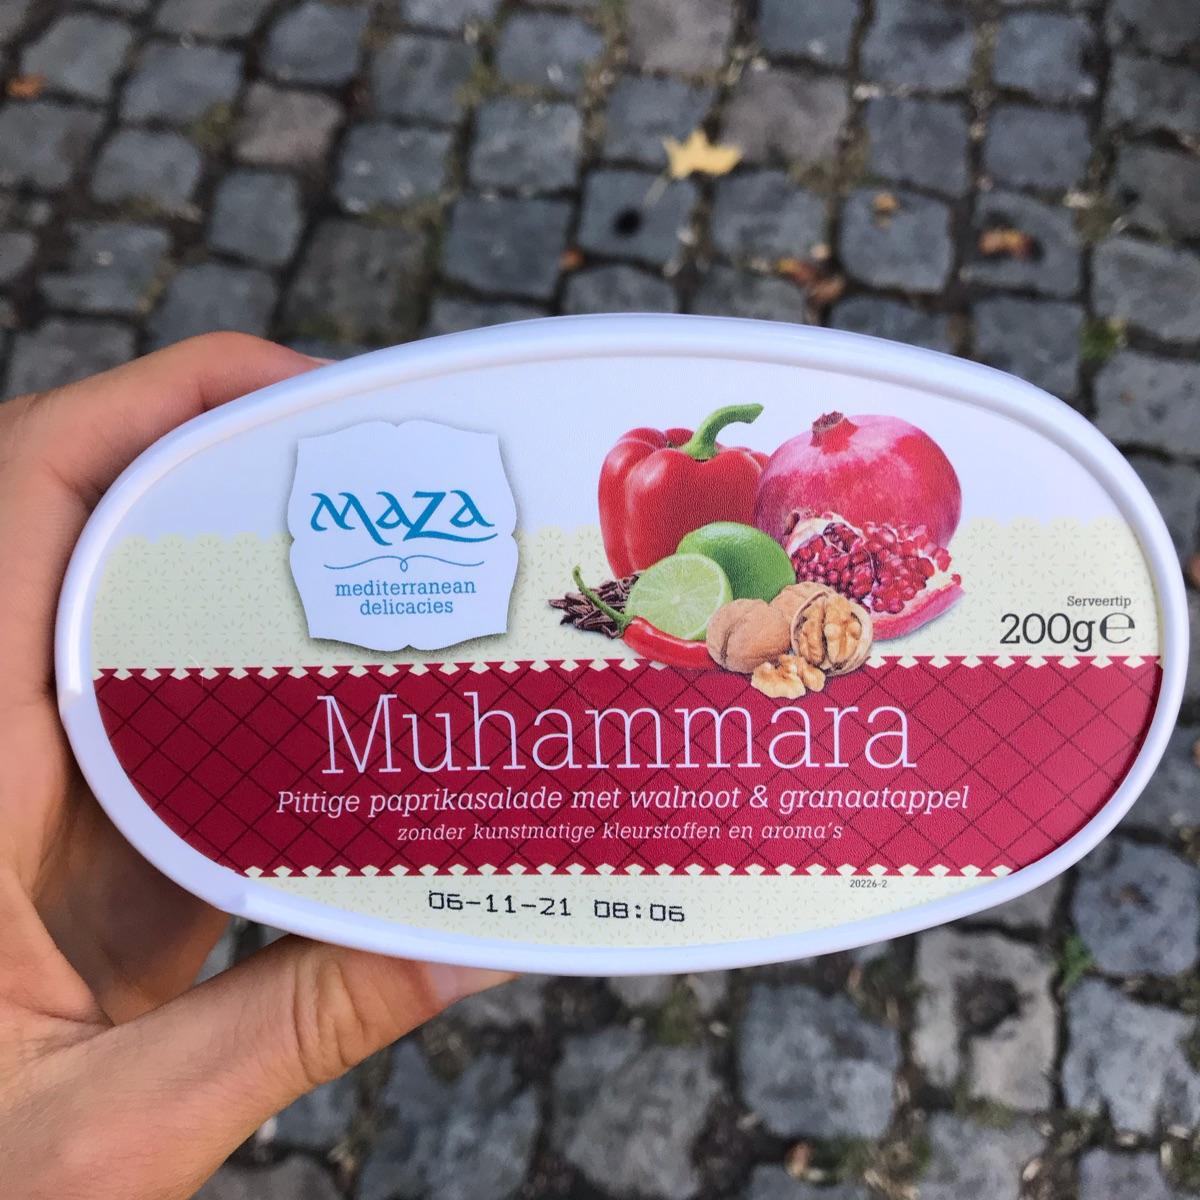 MAZA
mediterranean
delicacies
Serveertip
200g℮
Muhammara
Pittige paprikasalade met walnoot & granaatappel
zonder kunstmatige kleurstoffen en aroma's
20226-2
06-11-21 08:06